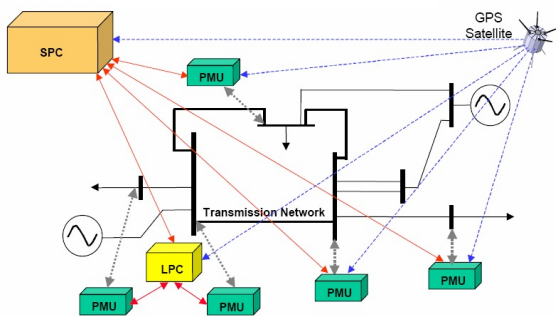 GPS
Satellite
SPC
PMU
Transmission Network
LPC
PMU
PMU
PMU
PMU